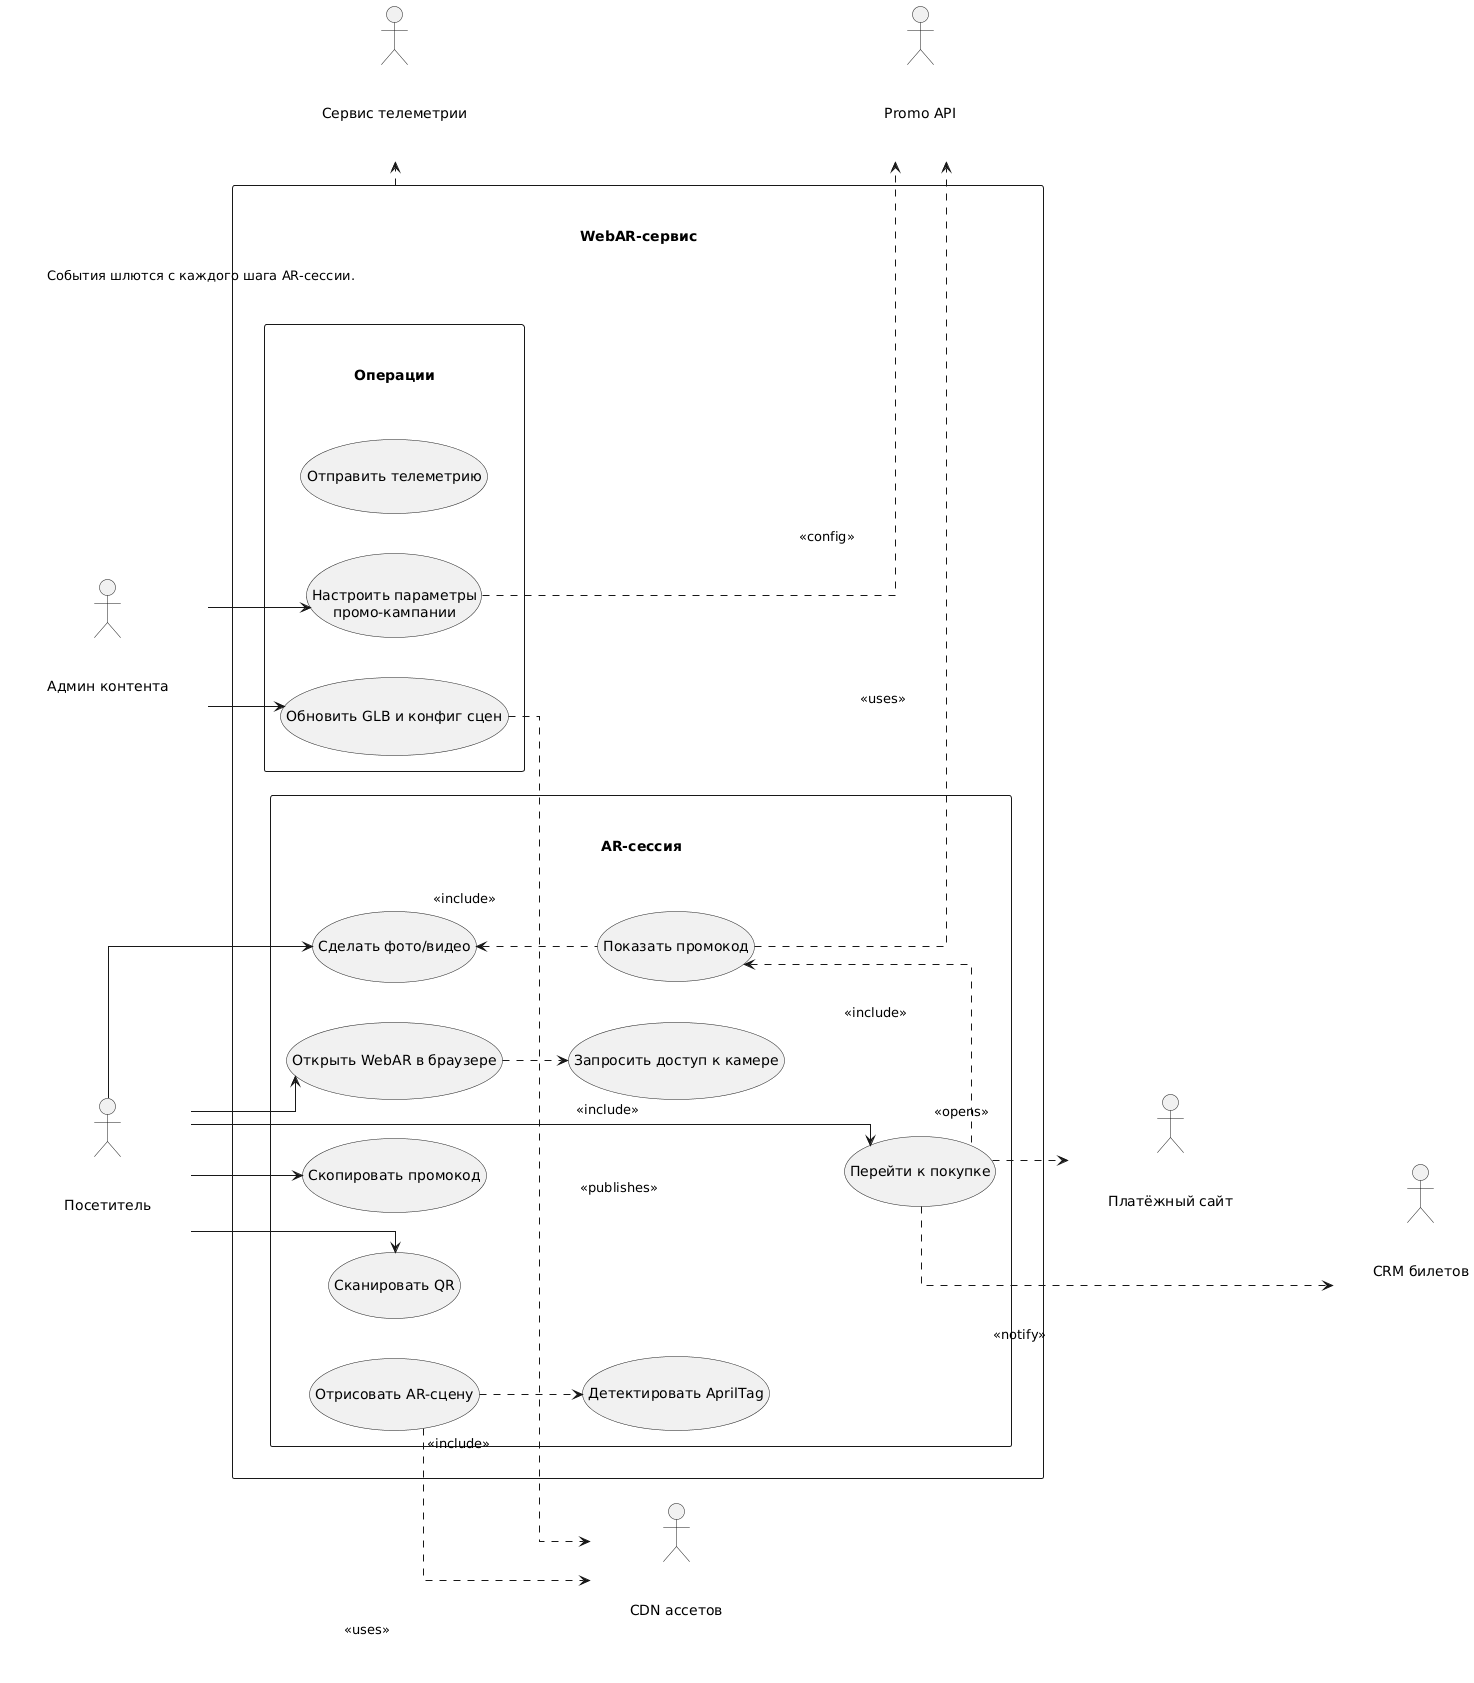 Сервис телеметрии
Promo API
WebAR-сервис
События шлются с каждого шага AR-сессии.
Операции
Отправить телеметрию
«config»
Настроить параметры
промо-кампании
Админ контента
«uses»
Обновить GLB и конфиг сцен
AR-сессия
«include»
Сделать фото/видео
Показать промокод
«include»
Открыть WebAR в браузере
Запросить доступ к камере
«include»
«opens»
Скопировать промокод
Перейти к покупке
«publishes»
Посетитель
Платёжный сайт
CRM билетов
Сканировать QR
«notify»
Отрисовать AR-сцену
Детектировать AprilTag
«include»
CDN ассетов
«uses»